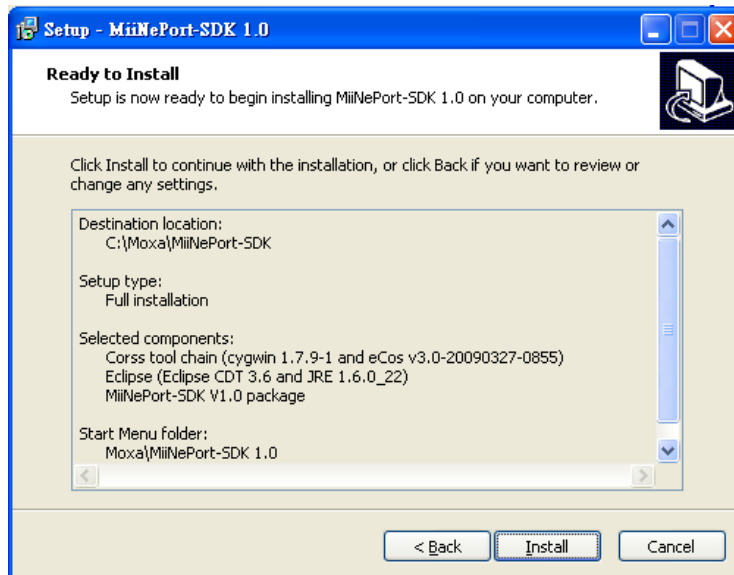 Setup - MiiNePort-SDK 1.0
Ready to Install
Setup is now ready to begin installing MiiNePort-SDK 1.0 on your computer.
Click Install to continue with the installation, or click Back if you want to review or
change any settings.
Destination location:
C:\Moxa\MiiNePort-SDK
Setup type:
Full installation
Selected components:
Corss tool chain (cygwin 1.7.9-1 and eCos v3.0-20090327-0855)
Eclipse (Eclipse CDT 3.6 and JRE 1.6.0_22)
MiiNePort-SDK V1.0 package
Start Menu folder:
Moxa\MiiNePort-SDK 1.0
< Back
Install
Cancel